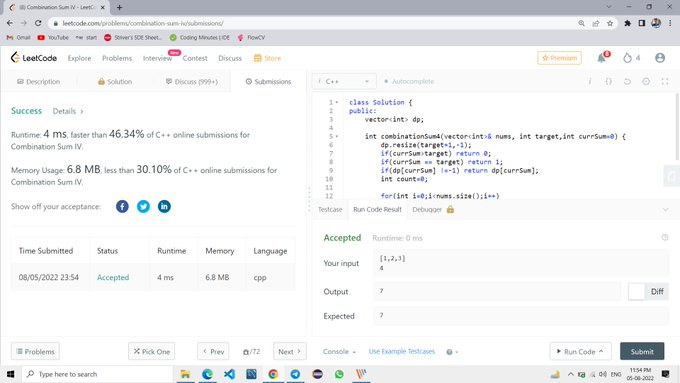 (8) Combination Sum IV - LeetCo
leetcode.com/problems/combination-sum-iv/submissions/
Gmail YouTube start Striver's SDE Sheet... Coding Minutes | IDE FlowCV
LeetCode Explore Problems Interview New Contest Discuss Store Premium 8 4
Description Solution Discuss (999+) Submissions
i C++ Autocomplete
Success Details >
Runtime: 4 ms, faster than 46.34% of C++ online submissions for
Combination Sum IV.
Memory Usage: 6.8 MB, less than 30.10% of C++ online submissions for
Combination Sum IV.
Show off your acceptance:
Time Submitted Status Runtime Memory Language
08/05/2022 23:54 Accepted 4 ms 6.8 MB cpp
1 class Solution {
2 public:
3 vector<int> dp;
4
5 int combinationSum4(vector<int>& nums, int target,int currSum=0) {
6 dp.resize(target+1,-1);
7 if(currSum>target) return 0;
8 if(currSum == target) return 1;
9 if(dp[currSum] !=-1) return dp[currSum];
10 int count=0;
11
12 for(int i=0;i<nums.size();i++)
Testcase Run Code Result Debugger
Accepted Runtime: 0 ms
Your input
[1,2,3]
4
Output 7 Diff
Expected 7
Problems Pick One < Prev /72 Next >
Console Use Example Testcases Run Code Submit
Type here to search
ENG
11:54 PM
05-08-2022